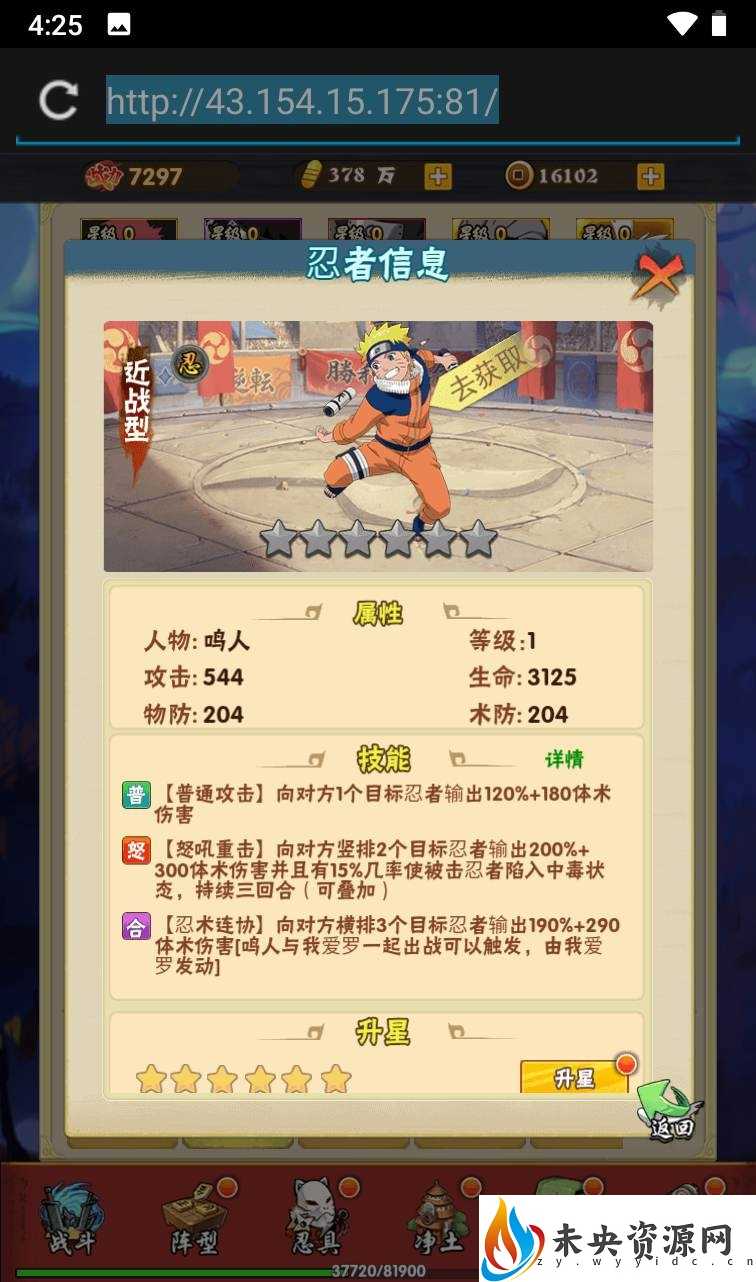 4:25
http://43.154.15.175:81/
战力 7297
378 万
16102
星级 0
星级 0
星级 0
星级 0
星级 0
忍者信息
近战型
忍
逆転
去获取
属性
人物: 鸣人
等级:1
攻击: 544
生命: 3125
物防: 204
术防: 204
技能
详情
普
【普通攻击】向对方1个目标忍者输出120%+180体术
伤害
怒
【怒吼重击】向对方竖排2个目标忍者输出200%+
300体术伤害并且有15%几率使被击忍者陷入中毒状
态，持续三回合（可叠加）
合
【忍术连协】向对方横排3个目标忍者输出190%+290
体术伤害[鸣人与我爱罗一起出战可以触发，由我爱
罗发动]
升星
升星
返回
战斗
阵型
忍具
净土
37720/81900
未央资源网
zy.wyyidc.cn